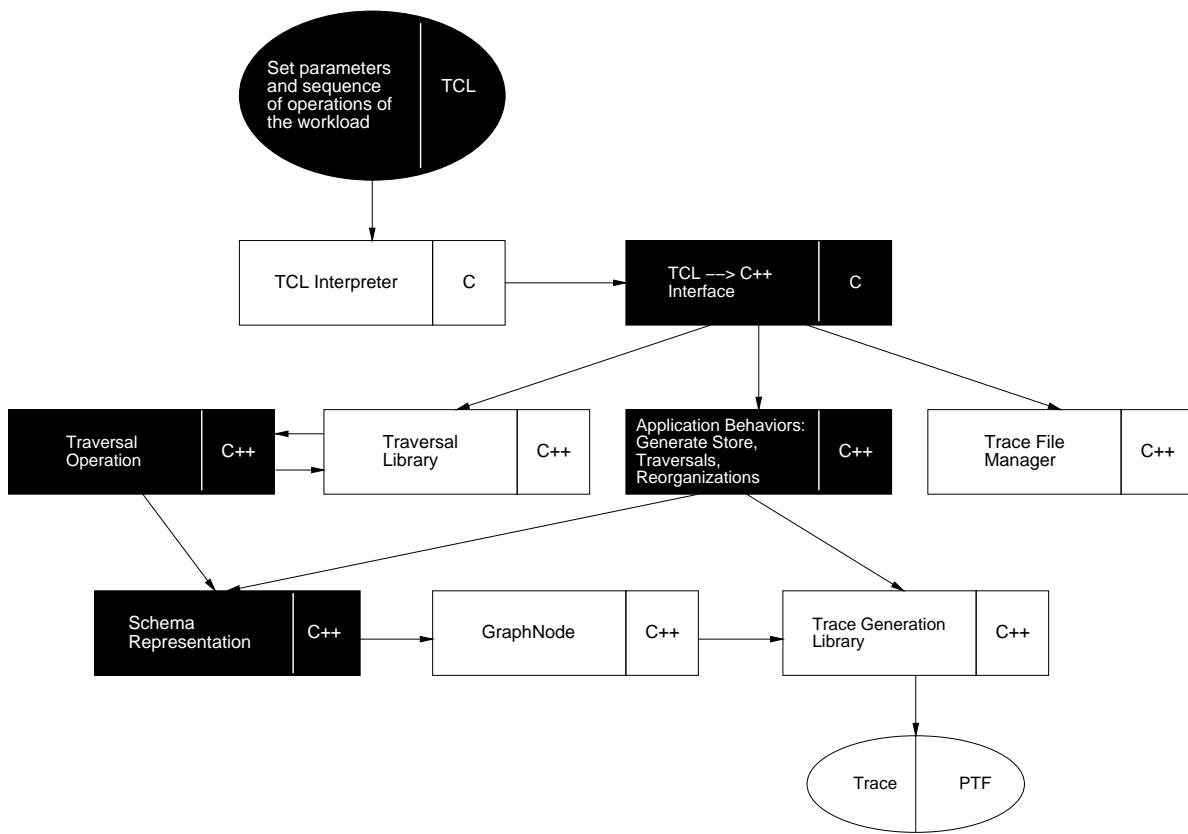 Set parameters
and sequence
of operations of
the workload
TCL
TCL Interpreter
C
TCL −−> C++
Interface
C
Traversal
Operation
C++
Traversal
Library
C++
Application Behaviors:
Generate Store,
Traversals,
Reorganizations
C++
Trace File
Manager
C++
Schema
Representation
C++
GraphNode
C++
Trace Generation
Library
C++
Trace
PTF